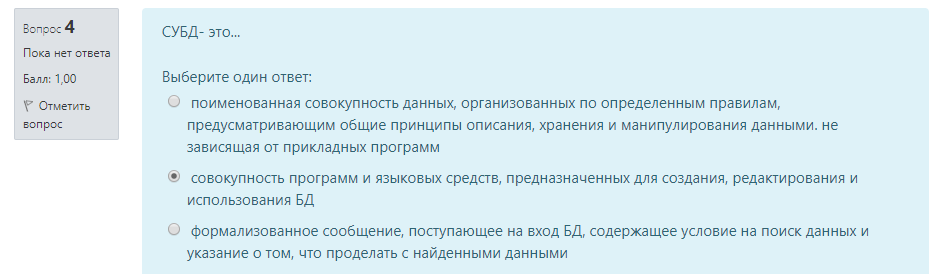 Вопрос 4
Пока нет ответа
Балл: 1,00
Отметить
вопрос
СУБД- это...
Выберите один ответ:
поименованная совокупность данных, организованных по определенным правилам,
предусматривающим общие принципы описания, хранения и манипулирования данными. не
зависящая от прикладных программ
совокупность программ и языковых средств, предназначенных для создания, редактирования и
использования БД
формализованное сообщение, поступающее на вход БД, содержащее условие на поиск данных и
указание о том, что проделать с найденными данными